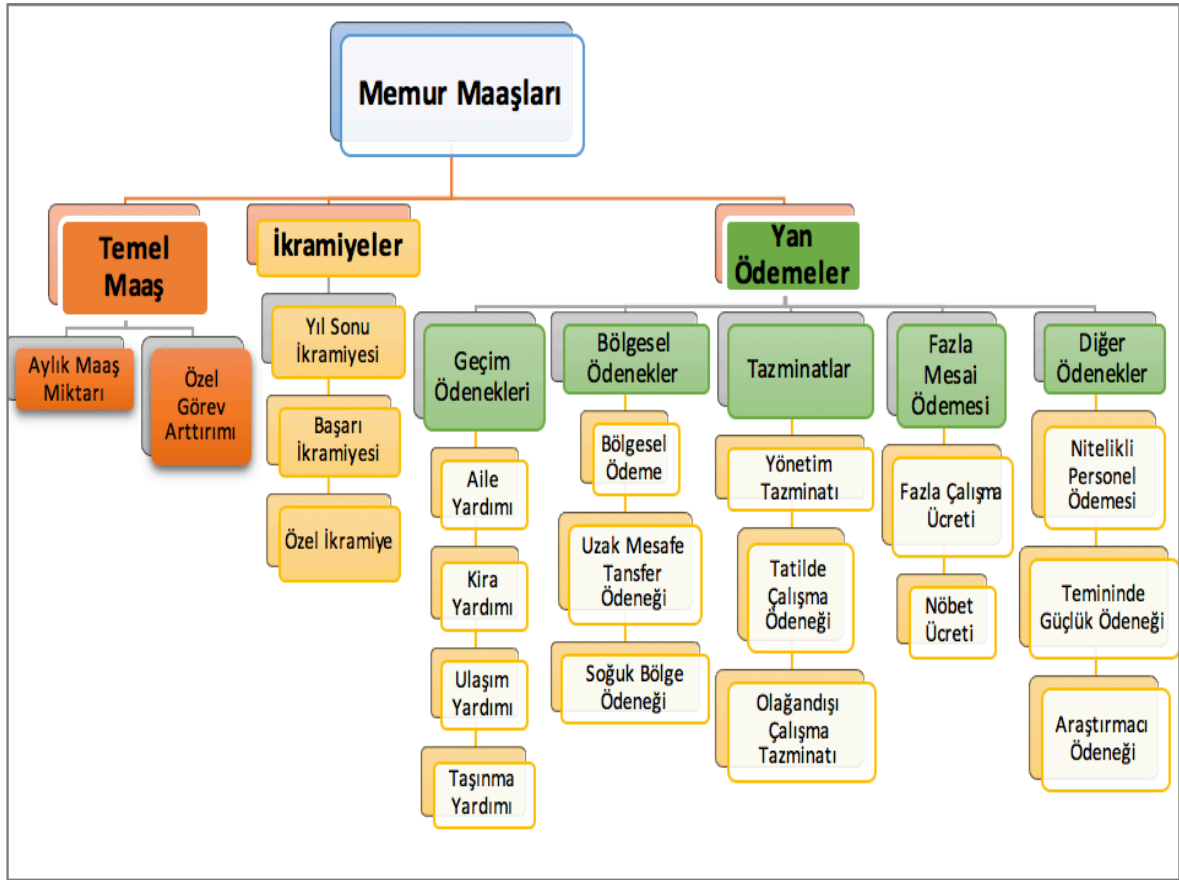 Memur Maaşları
Temel
Maaş
Aylık Maaş
Miktarı
Özel
Görev
Arttırımı
İkramiyeler
Yıl Sonu
İkramiyesi
Başarı
İkramiyesi
Özel İkramiye
Yan
Ödemeler
Geçim
Ödenekleri
Aile
Yardımı
Kira
Yardımı
Ulaşım
Yardımı
Taşınma
Yardımı
Bölgesel
Ödenekler
Bölgesel
Ödeme
Uzak Mesafe
Tansfer
Ödeneği
Soğuk Bölge
Ödeneği
Tazminatlar
Yönetim
Tazminatı
Tatilde
Çalışma
Ödeneği
Olağandışı
Çalışma
Tazminatı
Fazla
Mesai
Ödemesi
Fazla Çalışma
Ücreti
Nöbet
Ücreti
Diğer
Ödenekler
Nitelikli
Personel
Ödemesi
Temininde
Güçlük Ödeneği
Araştırmacı
Ödeneği